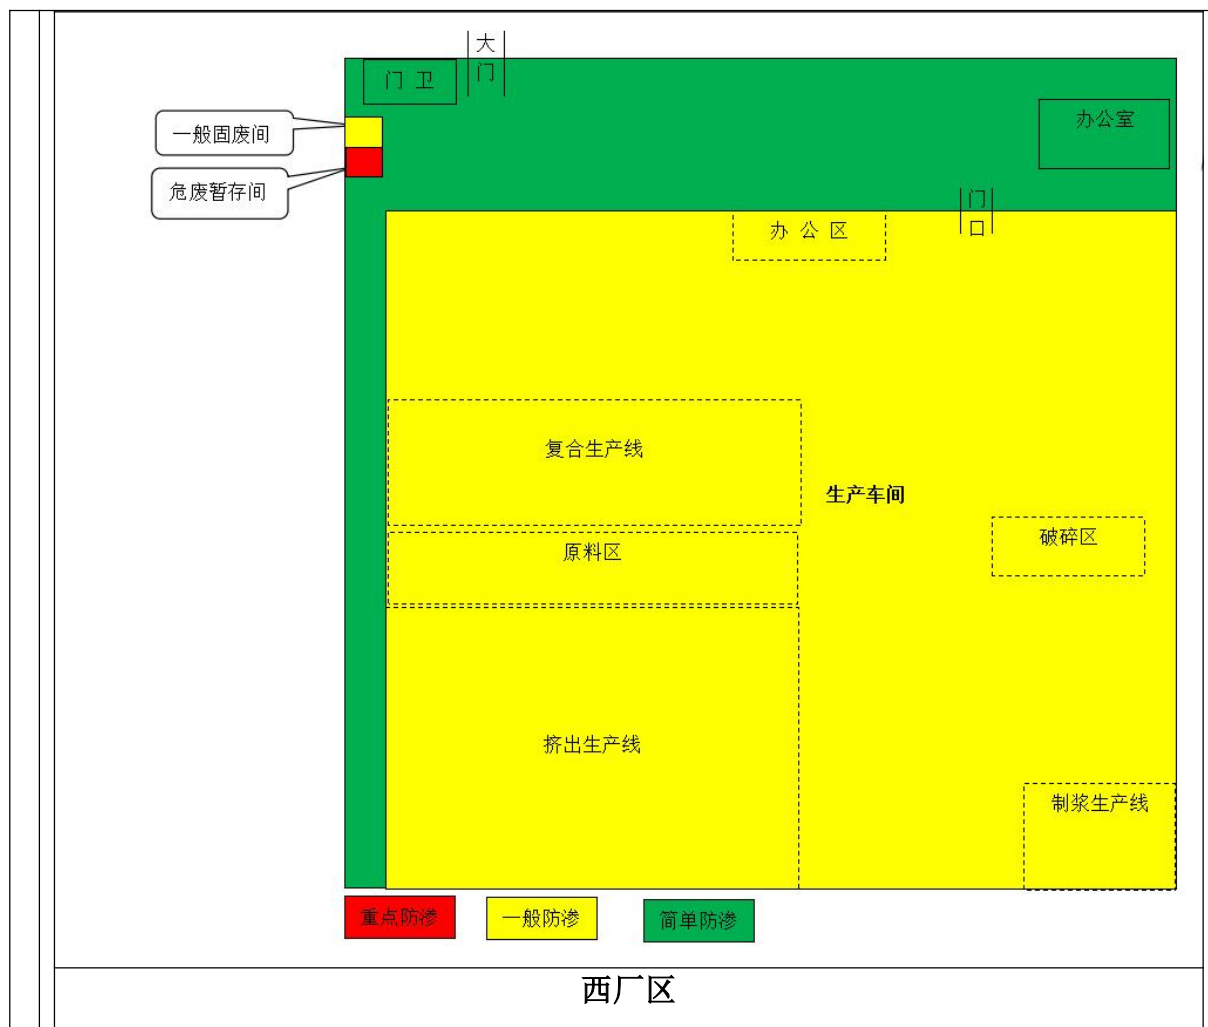 大
门
门 卫
办公室
一般固废间
危废暂存间
门
口
办 公 区
复合生产线
生产车间
原料区
破碎区
挤出生产线
制浆生产线
重点防渗
一般防渗
简单防渗
西厂区